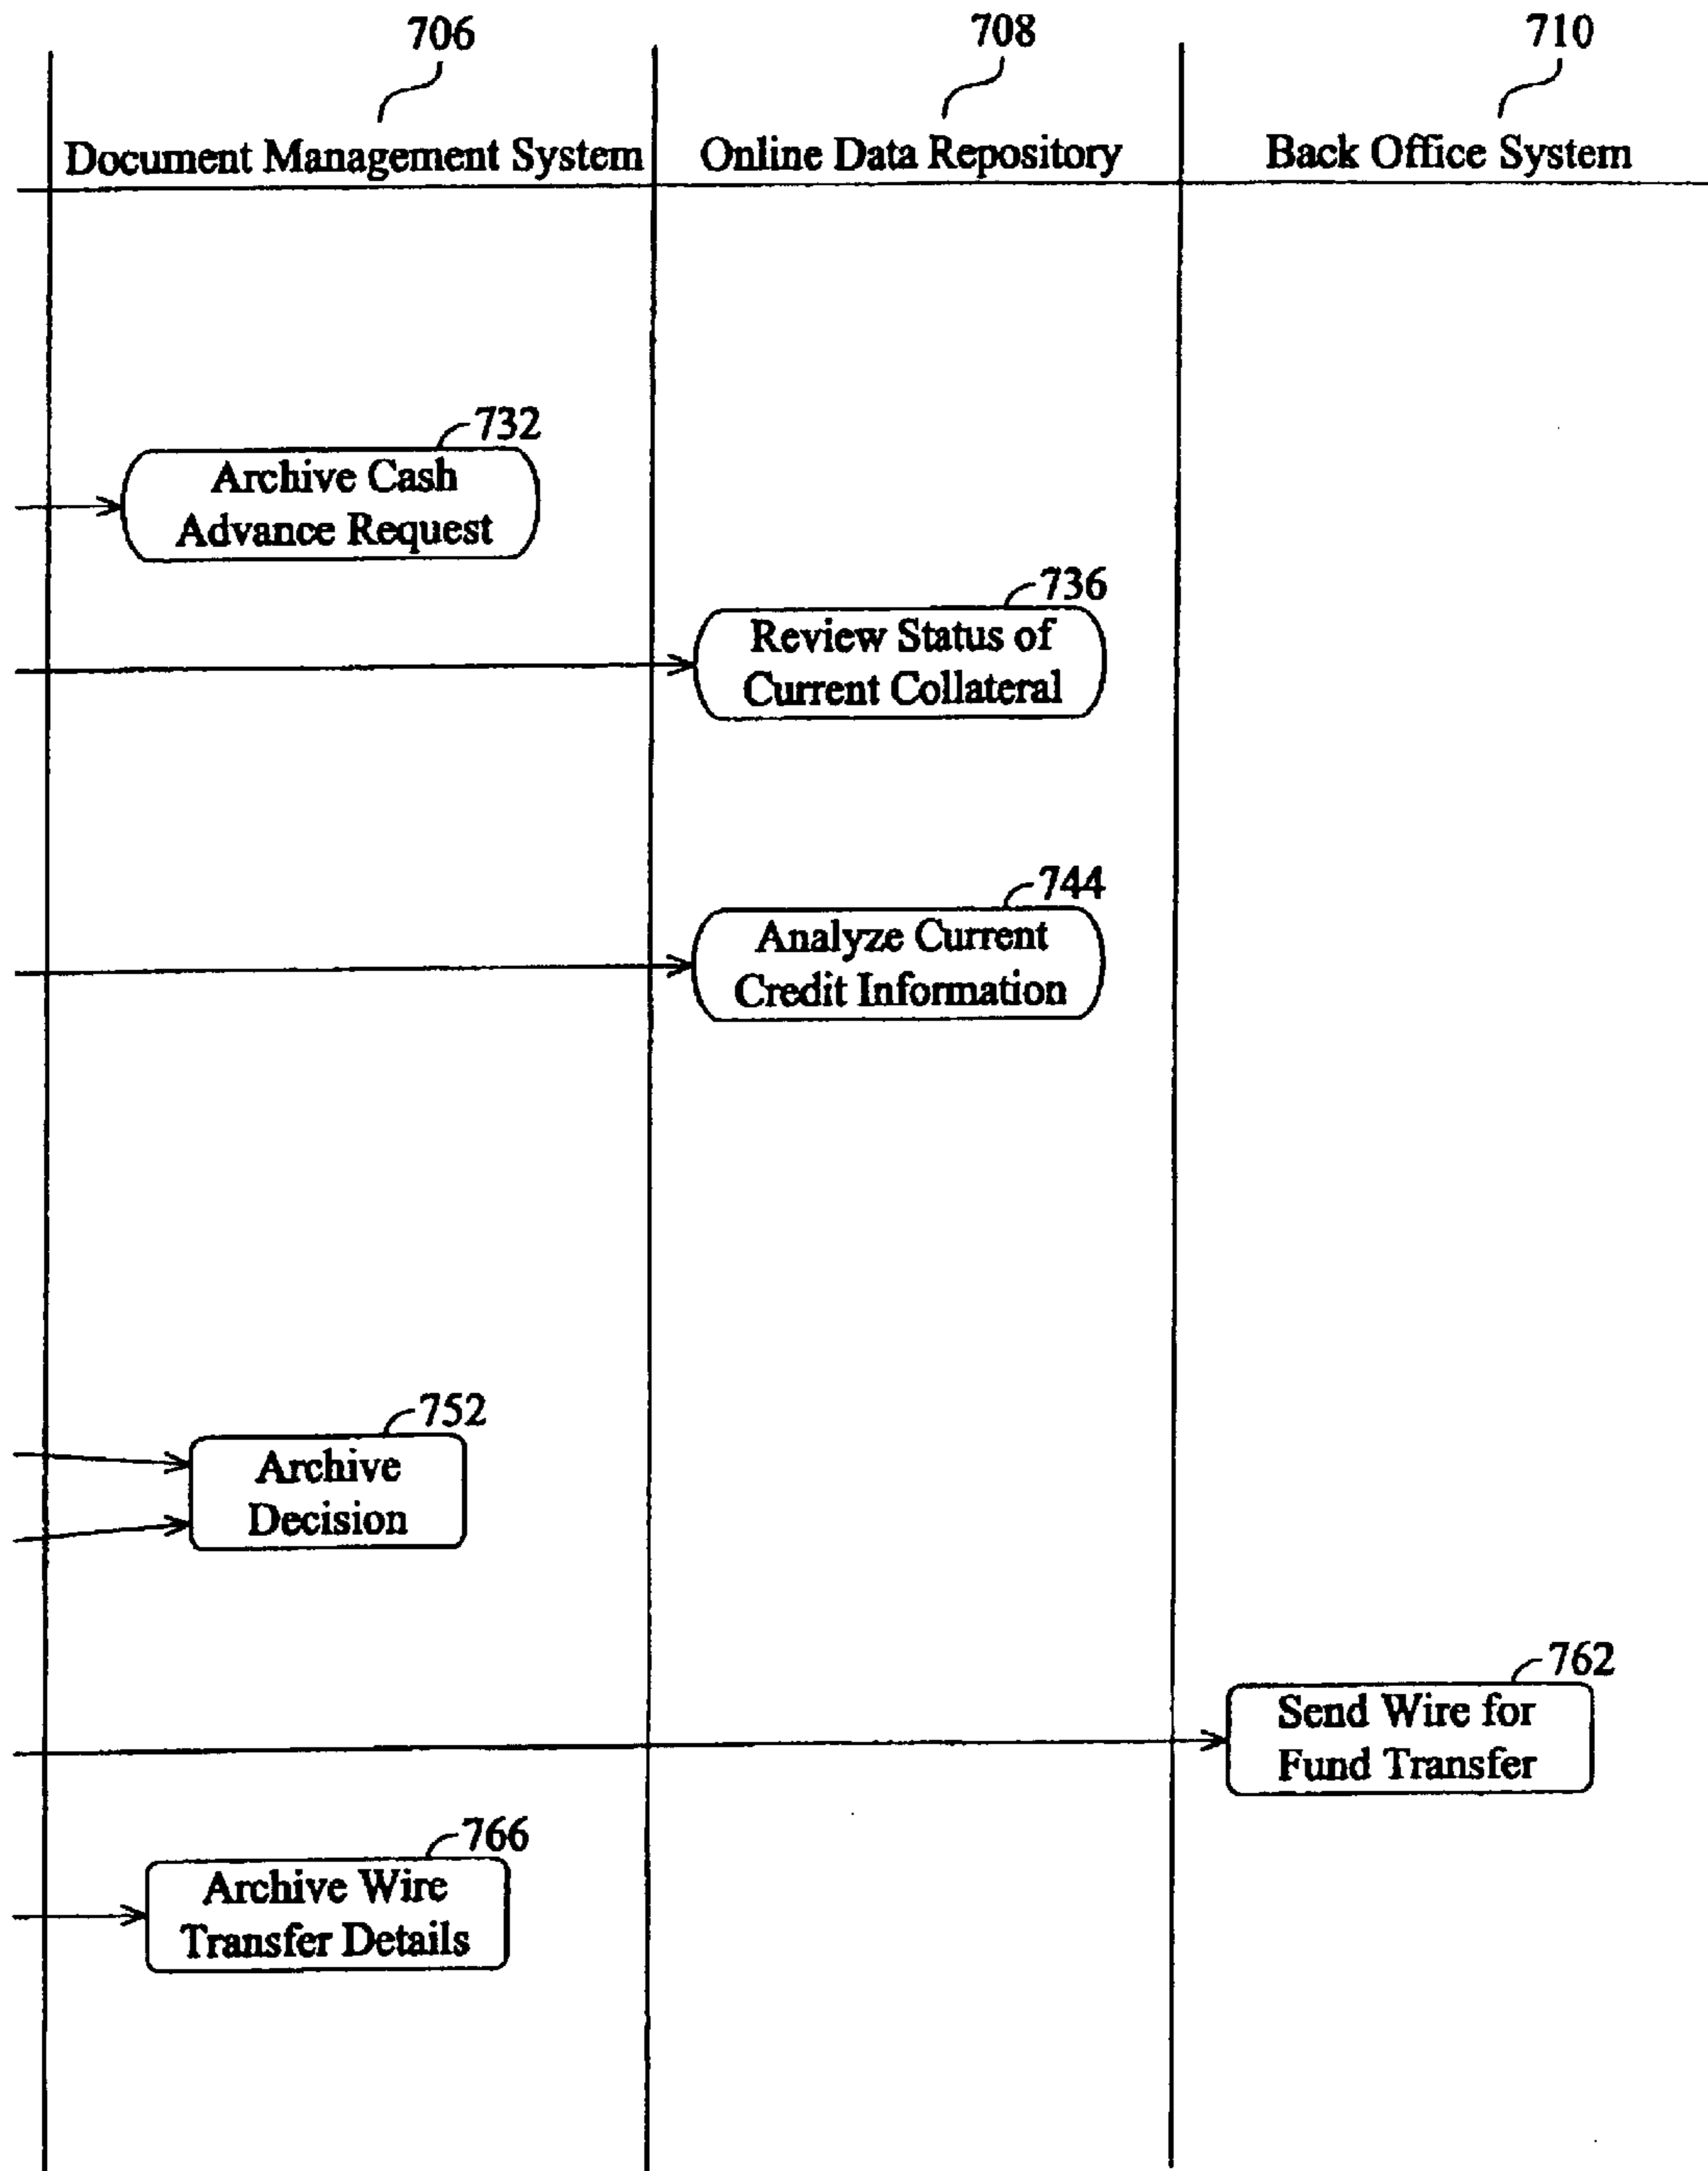 706
708
710
Document Management System
Online Data Repository
Back Office System
732
Archive Cash
Advance Request
736
Review Status of
Current Collateral
744
Analyze Current
Credit Information
752
Archive
Decision
762
Send Wire for
Fund Transfer
766
Archive Wire
Transfer Details